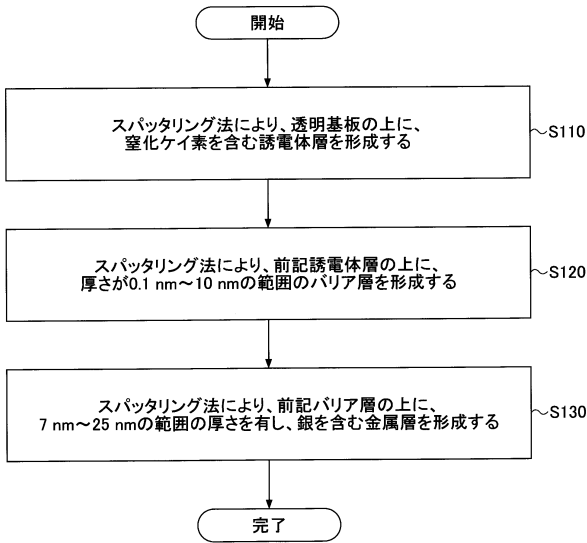 開始
スパッタリング法により、透明基板の上に、
窒化ケイ素を含む誘電体層を形成する
S110
スパッタリング法により、前記誘電体層の上に、
厚さが0.1 nm～10 nmの範囲のバリア層を形成する
S120
スパッタリング法により、前記バリア層の上に、
7 nm～25 nmの範囲の厚さを有し、銀を含む金属層を形成する
S130
完了